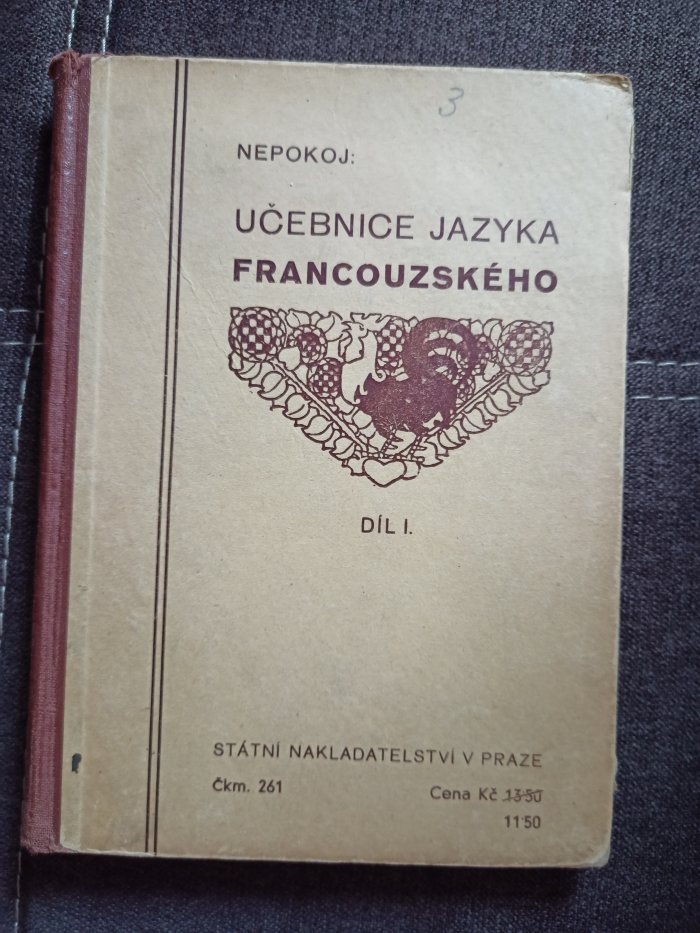 3
NEPOKOJ:
UČEBNICE JAZYKA
FRANCOUZSKÉHO
DÍL I.
STÁTNÍ NAKLADATELSTVÍ V PRAZE
Čkm. 261
Cena Kč 13·50
11·50